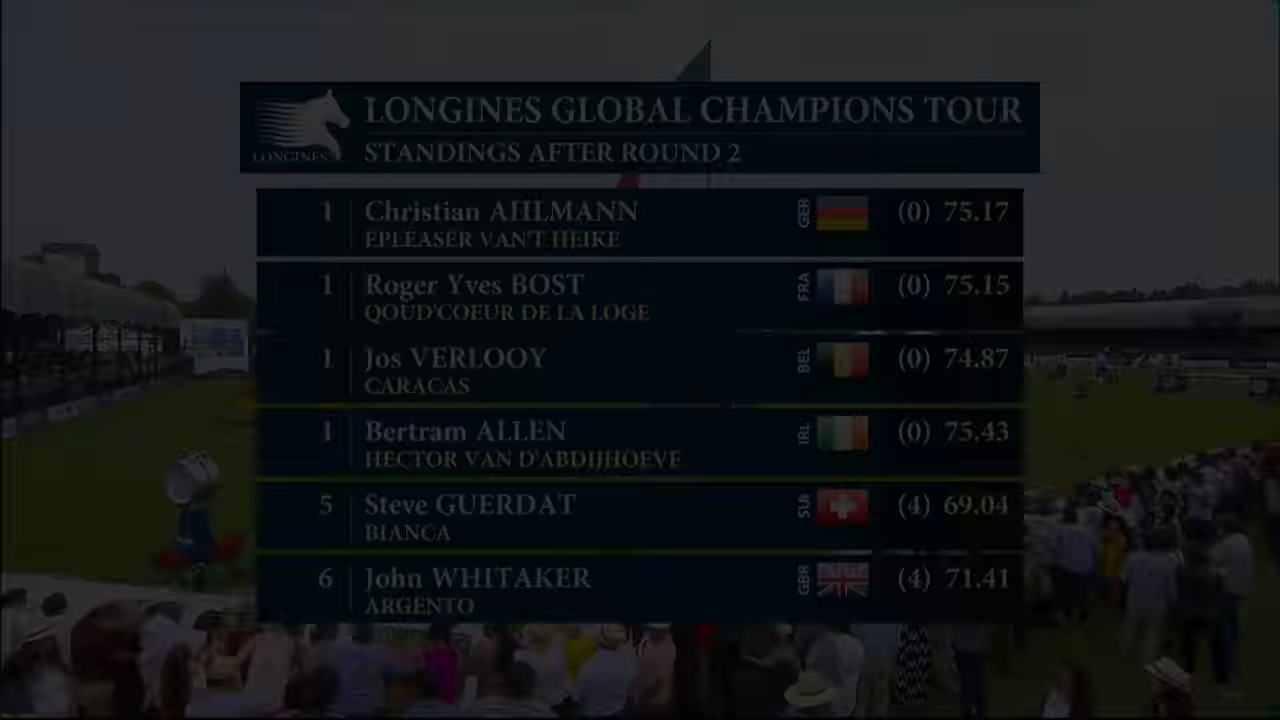 LONGINES GLOBAL CHAMPIONS TOUR
LONGINES
STANDINGS AFTER ROUND 2
1 Christian AHLMANN GER (0) 75.17
EPLEASER VAN'T HEIKE
1 Roger Yves BOST FRA (0) 75.15
QOUD'COEUR DE LA LOGE
1 Jos VERLOOY BEL (0) 74.87
CARACAS
1 Bertram ALLEN IRL (0) 75.43
HECTOR VAN D'ABDIJHOEVE
5 Steve GUERDAT SUI (4) 69.04
BIANCA
6 John WHITAKER GBR (4) 71.41
ARGENTO